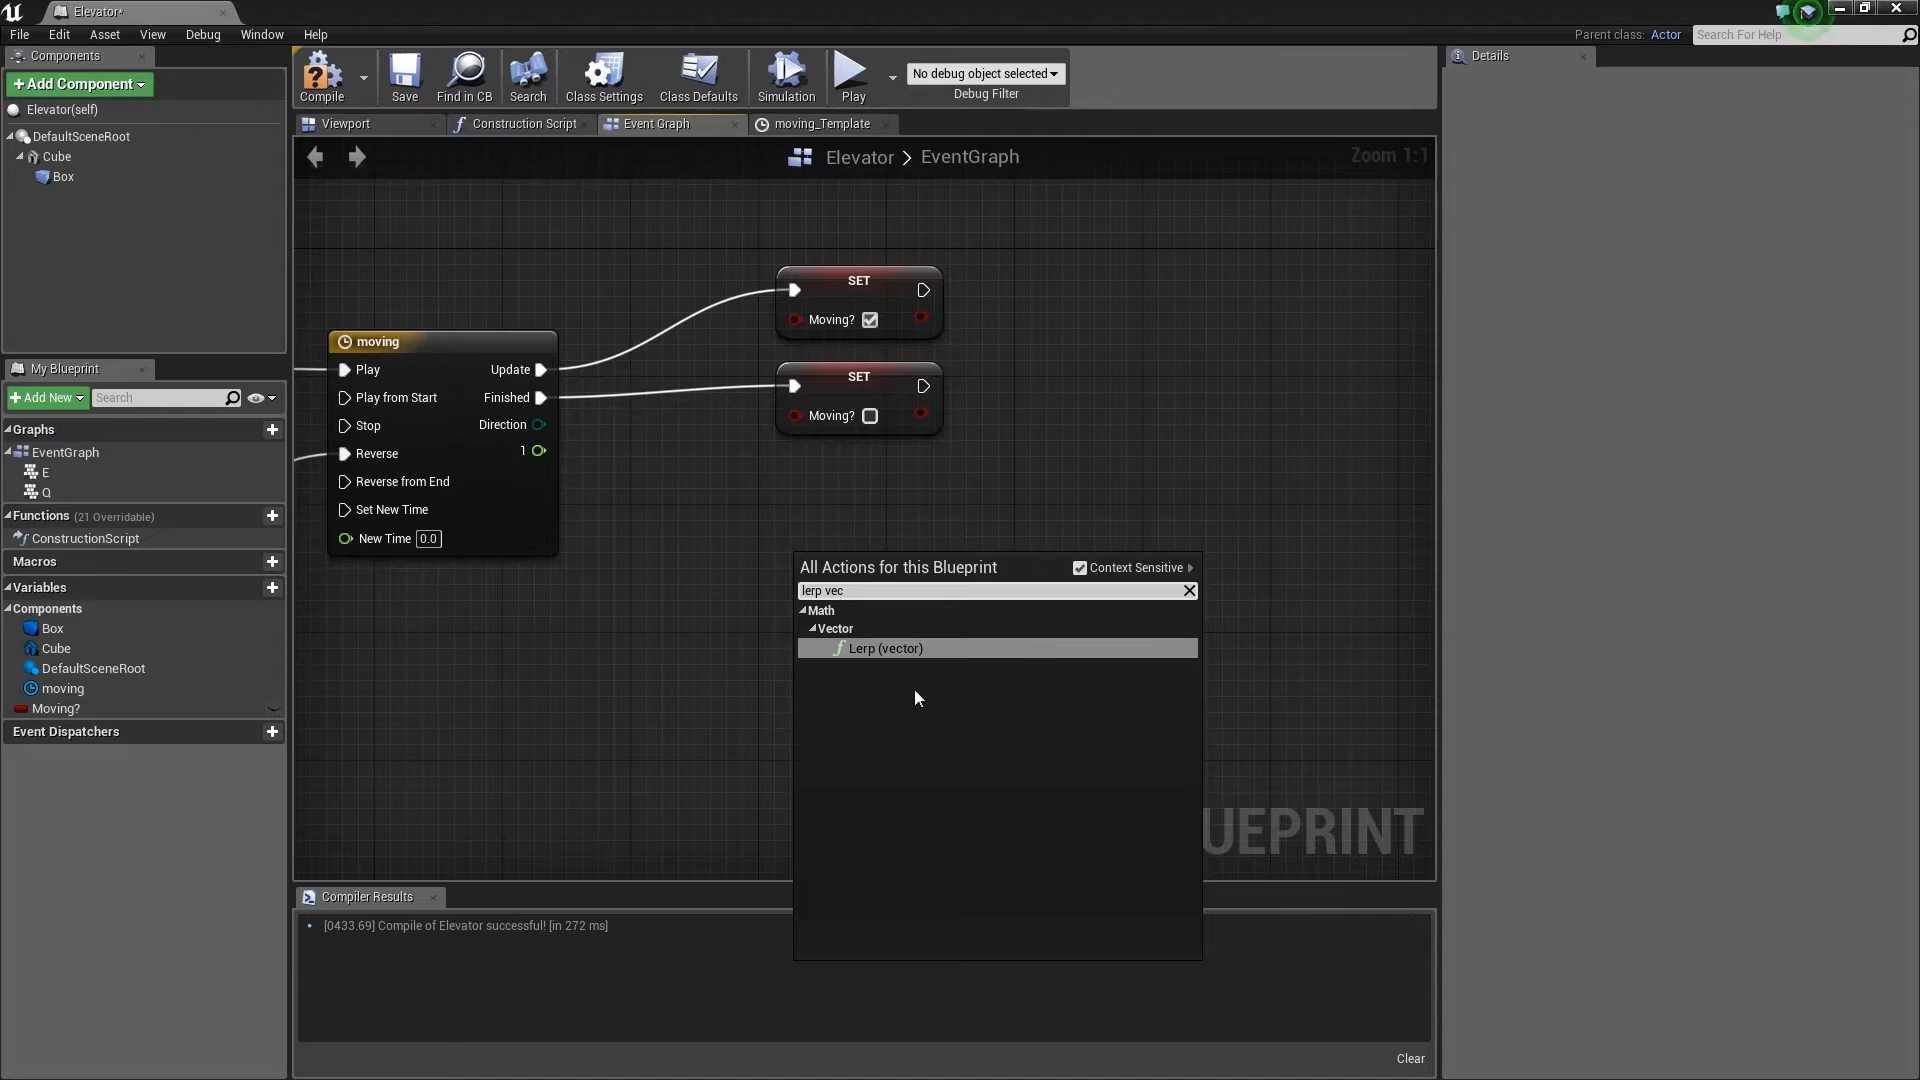 Elevator•
File Edit Asset View Debug Window Help
Parent class: Actor
Search For Help
Components
+Add Component
Elevator(self)
DefaultSceneRoot
Cube
Box
Compile
Save
Find in CB
Search
Class Settings
Class Defaults
Simulation
Play
No debug object selected
Debug Filter
Details
Viewport
Construction Script
Event Graph
moving_Template
Elevator > EventGraph
Zoom 1:1
moving
Play
Update
Play from Start
Finished
Stop
Direction
Reverse
1
Reverse from End
Set New Time
New Time 0.0
SET
Moving?
SET
Moving?
My Blueprint
+Add New
Search
Graphs
EventGraph
E
Q
Functions (21 Overridable)
ConstructionScript
Macros
Variables
Components
Box
Cube
DefaultSceneRoot
moving
Moving?
Event Dispatchers
All Actions for this Blueprint
Context Sensitive
lerp vec
Math
Vector
f Lerp (vector)
UEPRINT
Compiler Results
• [0433.69] Compile of Elevator successful! [in 272 ms]
Clear